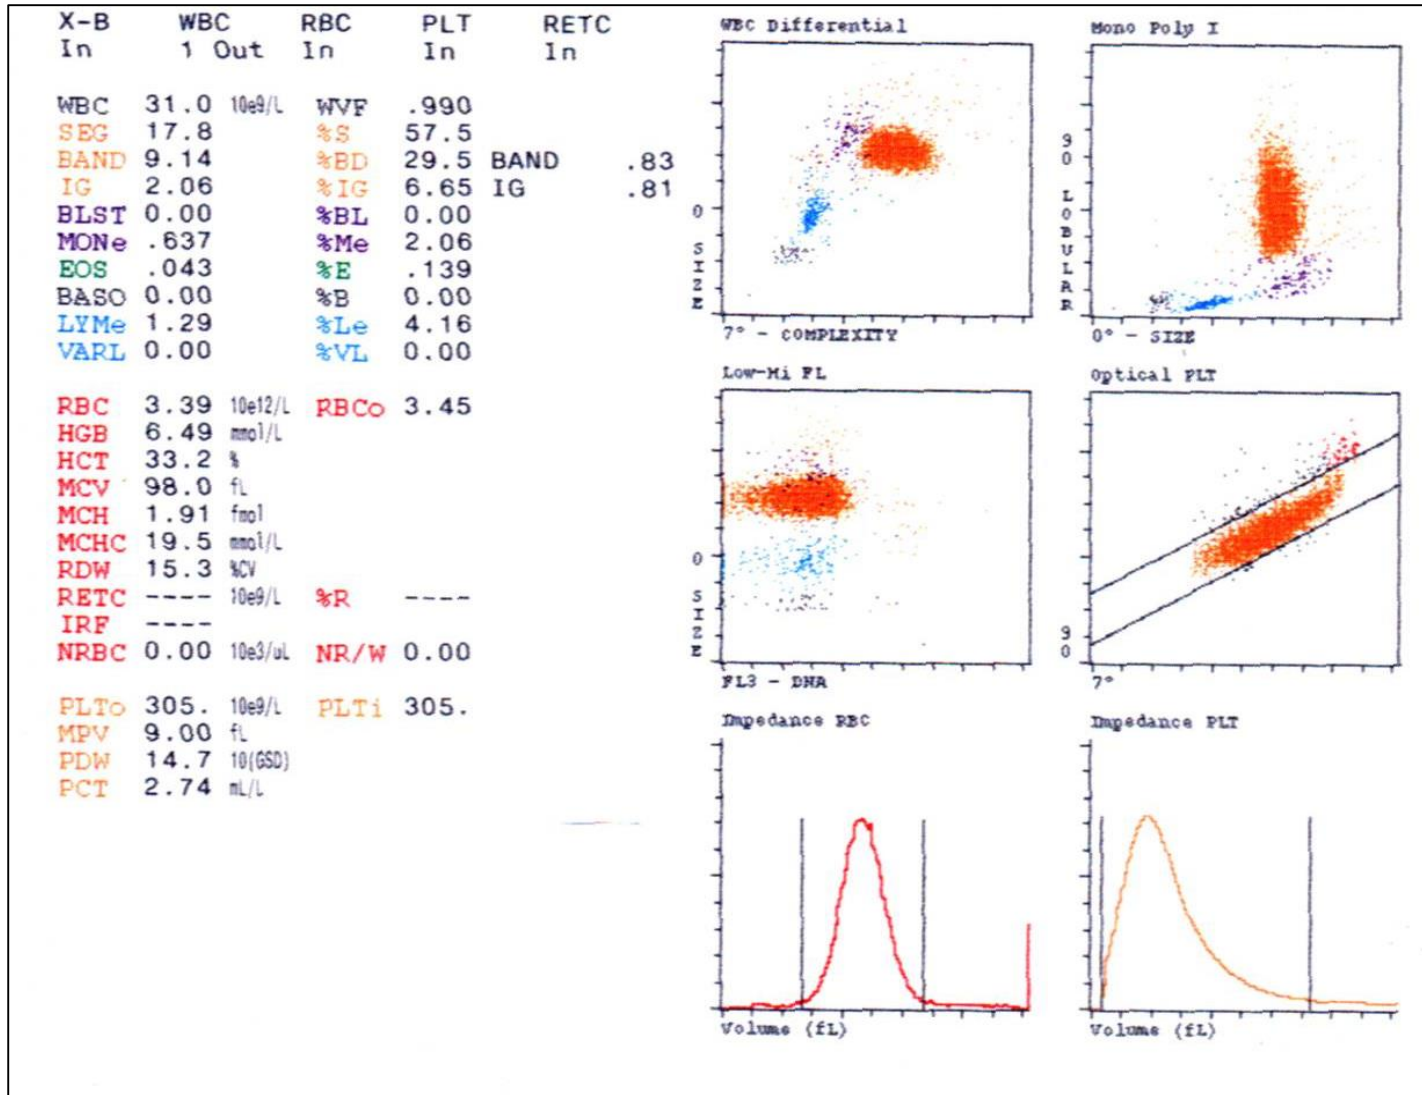 X-B WBC RBC PLT RETC
In 1 Out In In In
WBC 31.0 10e9/L WVF .990
SEG 17.8 %S 57.5
BAND 9.14 %BD 29.5 BAND .83
IG 2.06 %IG 6.65 IG .81
BLST 0.00 %BL 0.00
MONe .637 %Me 2.06
EOS .043 %E .139
BASO 0.00 %B 0.00
LYMe 1.29 %Le 4.16
VARL 0.00 %VL 0.00
RBC 3.39 10e12/L RBCo 3.45
HGB 6.49 mmol/L
HCT 33.2 %
MCV 98.0 fL
MCH 1.91 fmol
MCHC 19.5 mmol/L
RDW 15.3 %CV
RETC ---- 10e9/L %R ----
IRF ----
NRBC 0.00 10e3/uL NR/W 0.00
PLTo 305. 10e9/L PLTi 305.
MPV 9.00 fL
PDW 14.7 10(GSD)
PCT 2.74 mL/L
WBC Differential
0 SIZE
7° - COMPLEXITY
Mono Poly I
90 LOBULAR
0° - SIZE
Low-Mi FL
0 SIZE
FL3 - DNA
Optical PLT
90
7°
Impedance RBC
Volume (fL)
Impedance PLT
Volume (fL)